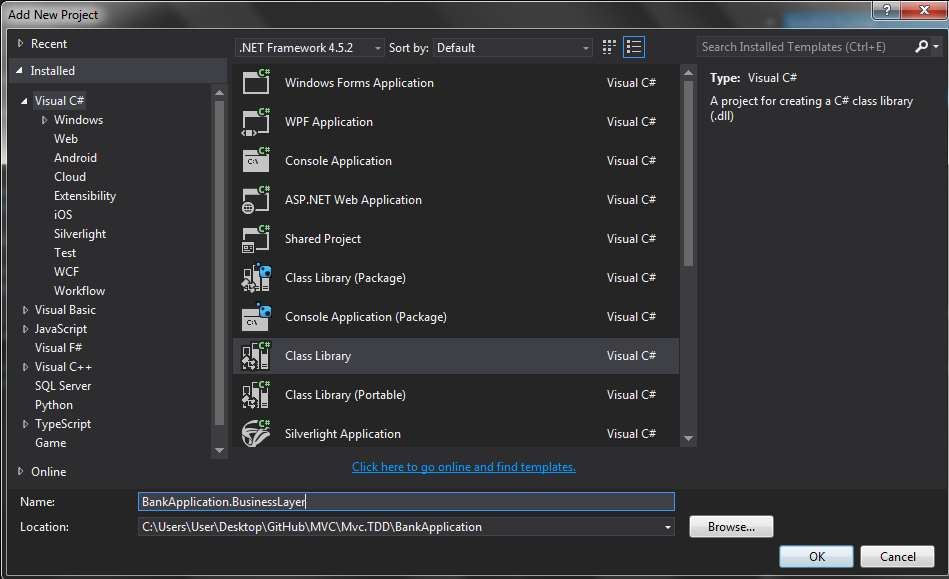 Add New Project
? X
Recent
.NET Framework 4.5.2 Sort by: Default
Search Installed Templates (Ctrl+E)
Installed
Visual C#
Windows
Web
Android
Cloud
Extensibility
iOS
Silverlight
Test
WCF
Workflow
Visual Basic
JavaScript
Visual F#
Visual C++
SQL Server
Python
TypeScript
Game
Online
C# Windows Forms Application Visual C#
C# WPF Application Visual C#
C# C:\ Console Application Visual C#
C# ASP.NET Web Application Visual C#
C# Shared Project Visual C#
Class Library (Package) Visual C#
C:\ Console Application (Package) Visual C#
C# Class Library Visual C#
C# Class Library (Portable) Visual C#
C# Silverlight Application Visual C#
Click here to go online and find templates.
Type: Visual C#
A project for creating a C# class library
(.dll)
Name: BankApplication.BusinessLayer
Location: C:\Users\User\Desktop\GitHub\MVC\Mvc.TDD\BankApplication Browse...
OK Cancel